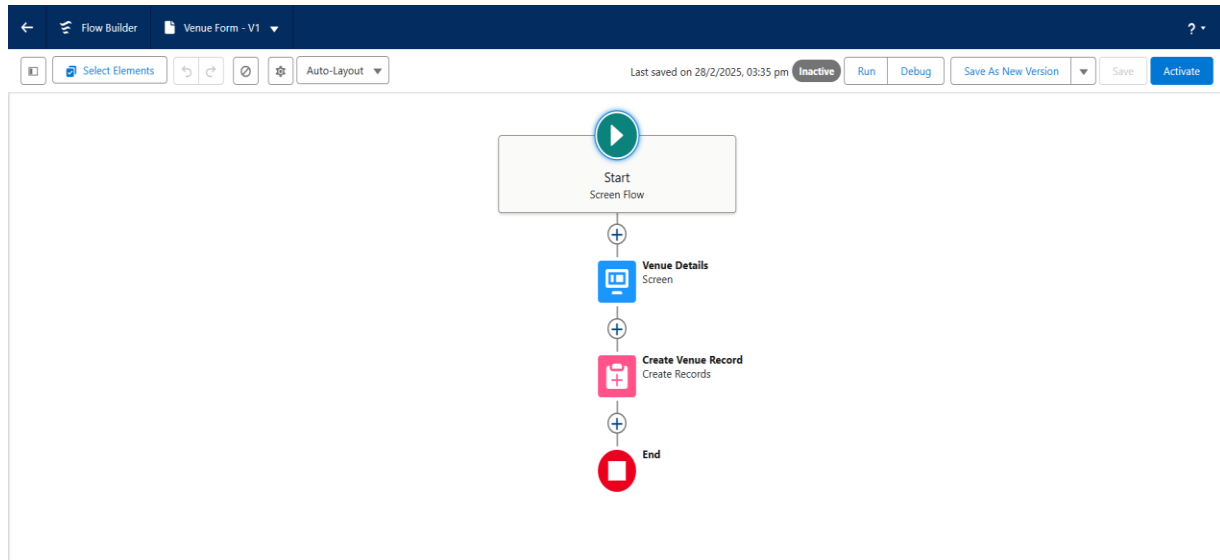 Flow Builder
Venue Form - V1
?
Select Elements
Auto-Layout
Last saved on 28/2/2025, 03:35 pm
Inactive
Run
Debug
Save As New Version
Save
Activate
Start
Screen Flow
Venue Details
Screen
Create Venue Record
Create Records
End